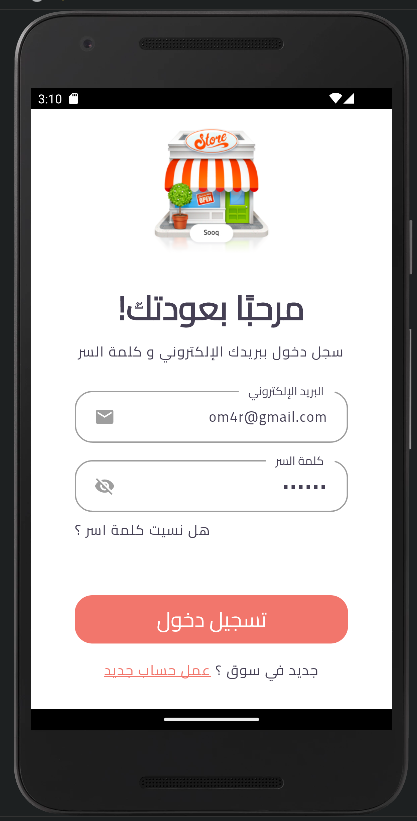 3:10
Store
OPEN
Sooq
مرحبًا بعودتك!
سجل دخول ببريدك الإلكتروني و كلمة السر
البريد الإلكتروني
om4r@gmail.com
كلمة السر
••••••
هل نسيت كلمة اسر ؟
تسجيل دخول
جديد في سوق ؟ عمل حساب جديد